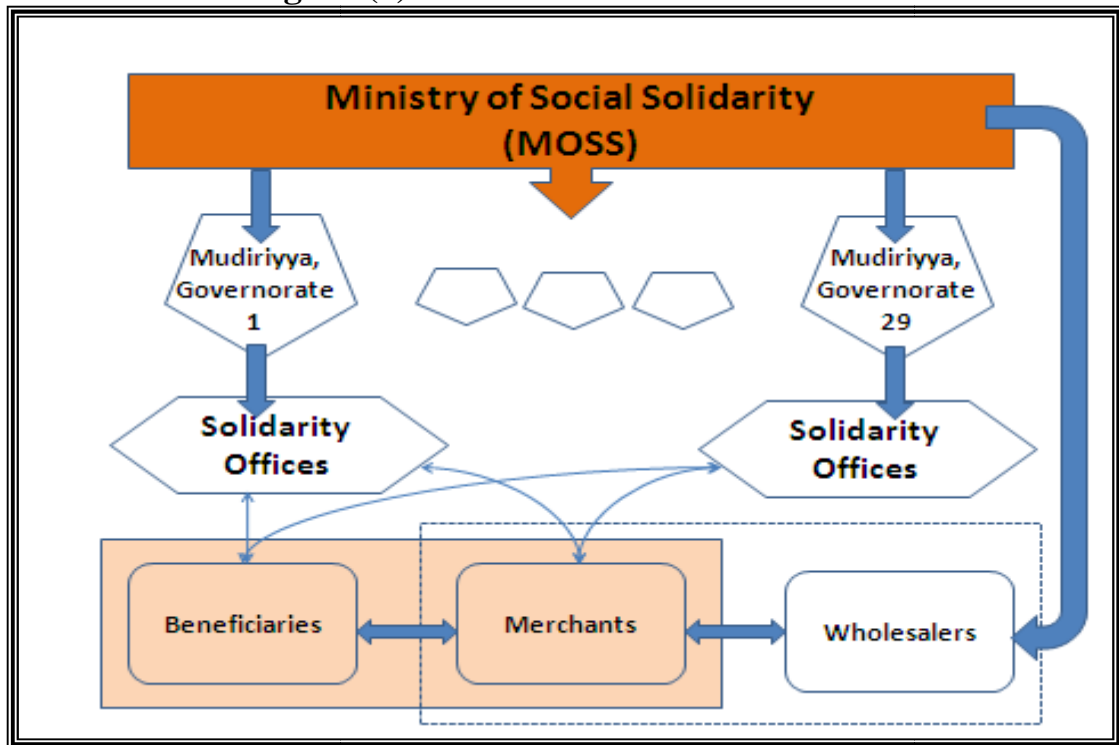 Ministry of Social Solidarity
(MOSS)
Mudiriyya,
Governorate
1
Mudiriyya,
Governorate
29
Solidarity
Offices
Solidarity
Offices
Beneficiaries
Merchants
Wholesalers